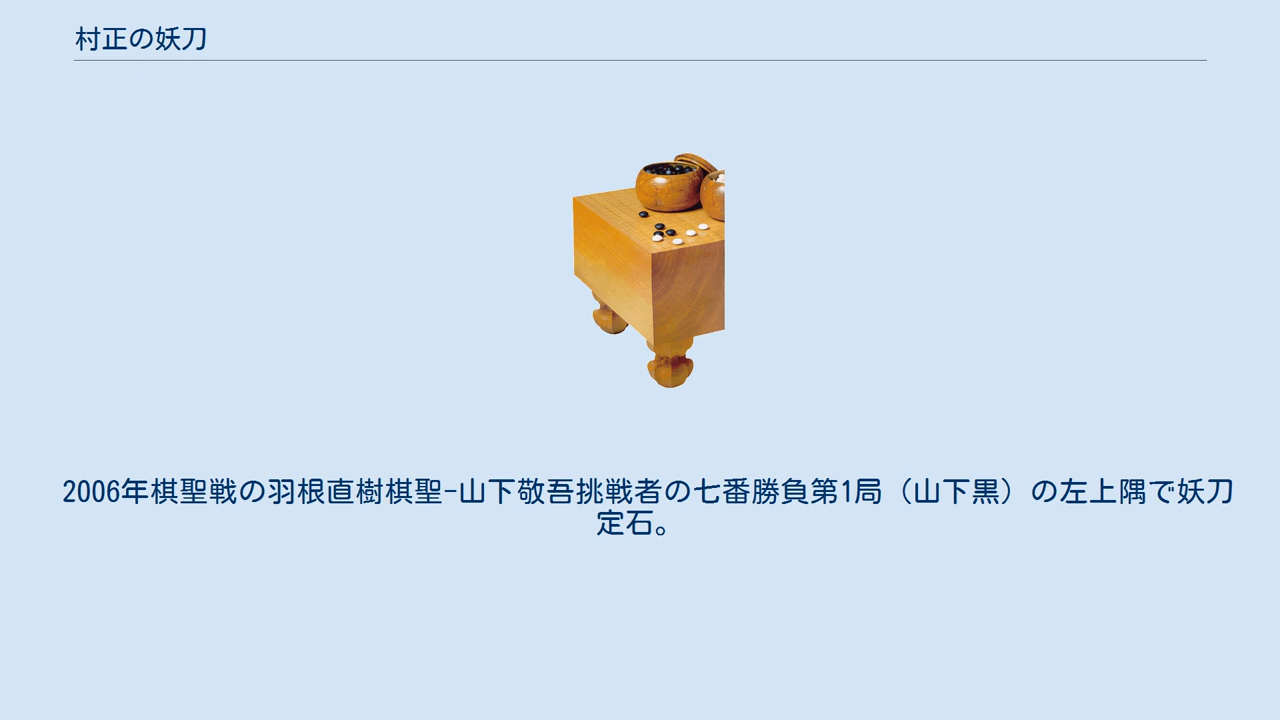 村正の妖刀
2006年棋聖戦の羽根直樹棋聖-山下敬吾挑戦者の七番勝負第1局（山下黒）の左上隅で妖刀
定石。